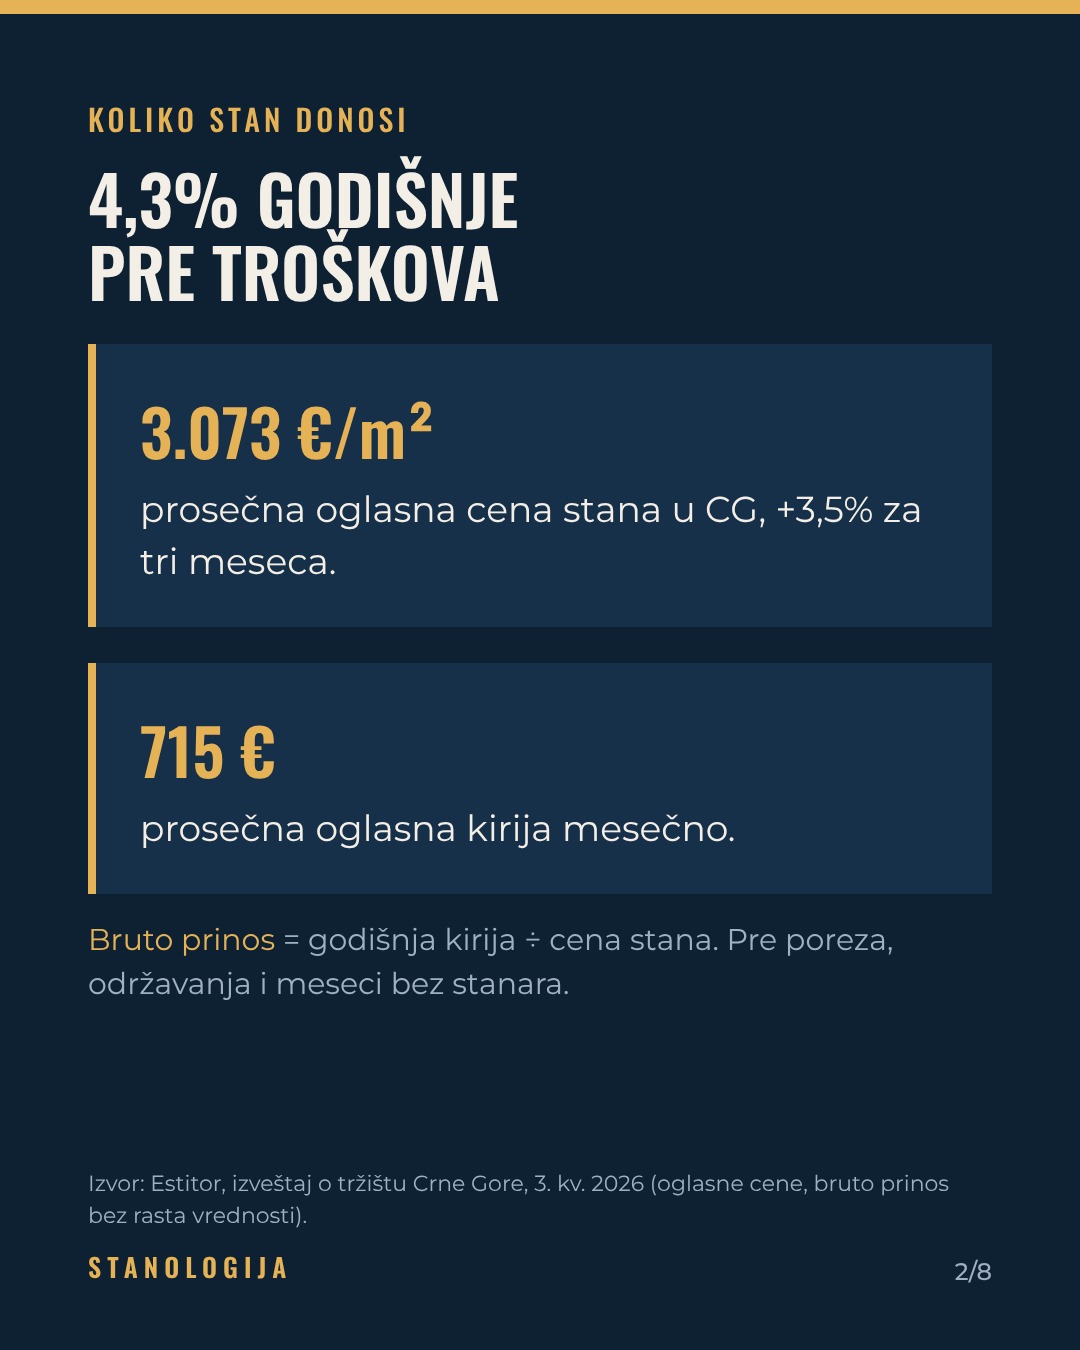 KOLIKO STAN DONOSI
4,3% GODIŠNJE
PRE TROŠKOVA
3.073 €/m²
prosečna oglasna cena stana u CG, +3,5% za
tri meseca.
715 €
prosečna oglasna kirija mesečno.
Bruto prinos = godišnja kirija ÷ cena stana. Pre poreza,
održavanja i meseci bez stanara.
Izvor: Estitor, izveštaj o tržištu Crne Gore, 3. kv. 2026 (oglasne cene, bruto prinos
bez rasta vrednosti).
STANOLOGIJA
2/8